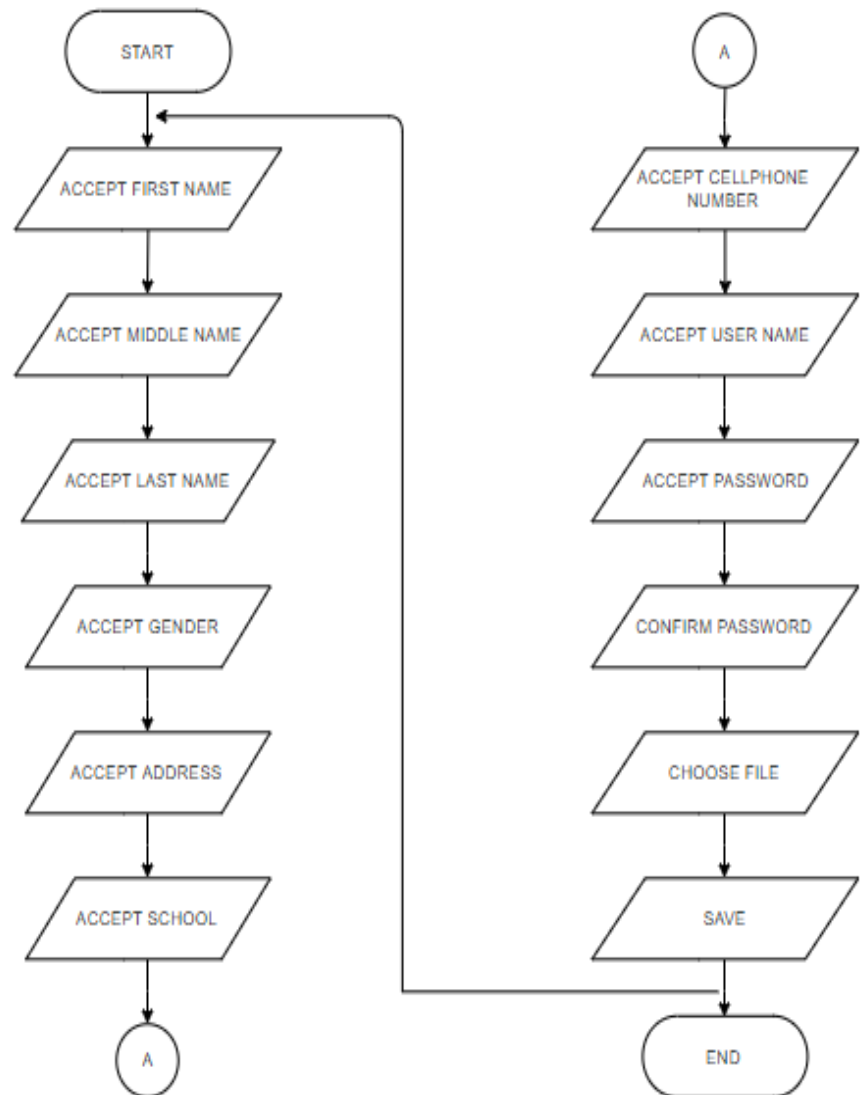 START
ACCEPT FIRST NAME
ACCEPT MIDDLE NAME
ACCEPT LAST NAME
ACCEPT GENDER
ACCEPT ADDRESS
ACCEPT SCHOOL
A
A
ACCEPT CELLPHONE
NUMBER
ACCEPT USER NAME
ACCEPT PASSWORD
CONFIRM PASSWORD
CHOOSE FILE
SAVE
END